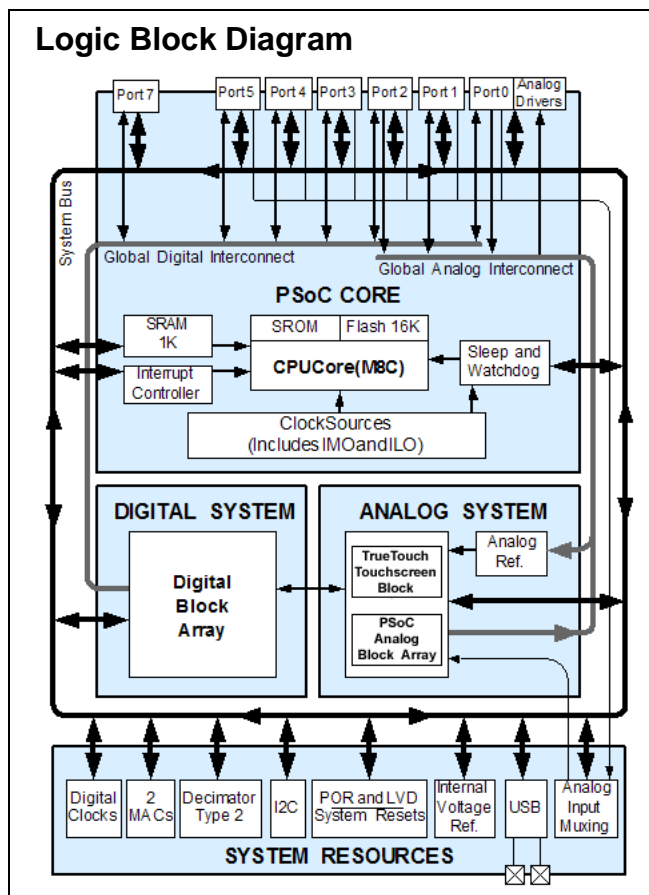 Logic Block Diagram
Port 7
Port5
Port 4
Port 3
Port 2
Port 1
Port0
Analog
Drivers
System Bus
Global Digital Interconnect
Global Analog Interconnect
PSoC CORE
SRAM
1K
SROM
Flash 16K
CPUCore(M8C)
Sleep and
Watchdog
Interrupt
Controller
ClockSources
(IncludesIMOandILO)
DIGITAL SYSTEM
ANALOG SYSTEM
Digital
Block
Array
TrueTouch
Touchscreen
Block
Analog
Ref.
PSoC
Analog
Block Array
Digital
Clocks
2
MACs
Decimator
Type 2
I2C
POR and LVD
System Resets
Internal
Voltage
Ref.
USB
Analog
Input
Muxing
SYSTEM RESOURCES